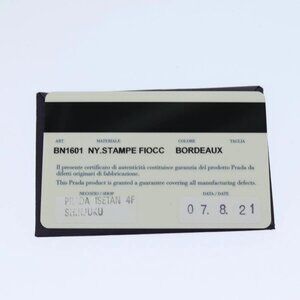 ART. MATERIALE COLORE TAGLIA
BN1601 NY.STAMPE FIOCC BORDEAUX
Il presente certificato di autenticità costituisce garanzia del prodotto Prada da
difetti originari di fabbricazione.
This Prada product is granted a guarantee covering all manufacturing defects.
NEGOZIO / SHOP DATA / DATE
PRADA ISETAN 4F
SHINJUKU
07. 8. 21